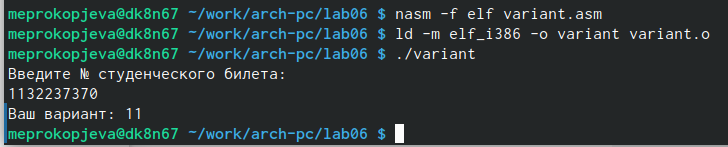 meprokopjeva@dk8n67 ~/work/arch-pc/lab06 $ nasm -f elf variant.asm
meprokopjeva@dk8n67 ~/work/arch-pc/lab06 $ ld -m elf_i386 -o variant variant.o
meprokopjeva@dk8n67 ~/work/arch-pc/lab06 $ ./variant
Введите № студенческого билета:
1132237370
Ваш вариант: 11
meprokopjeva@dk8n67 ~/work/arch-pc/lab06 $